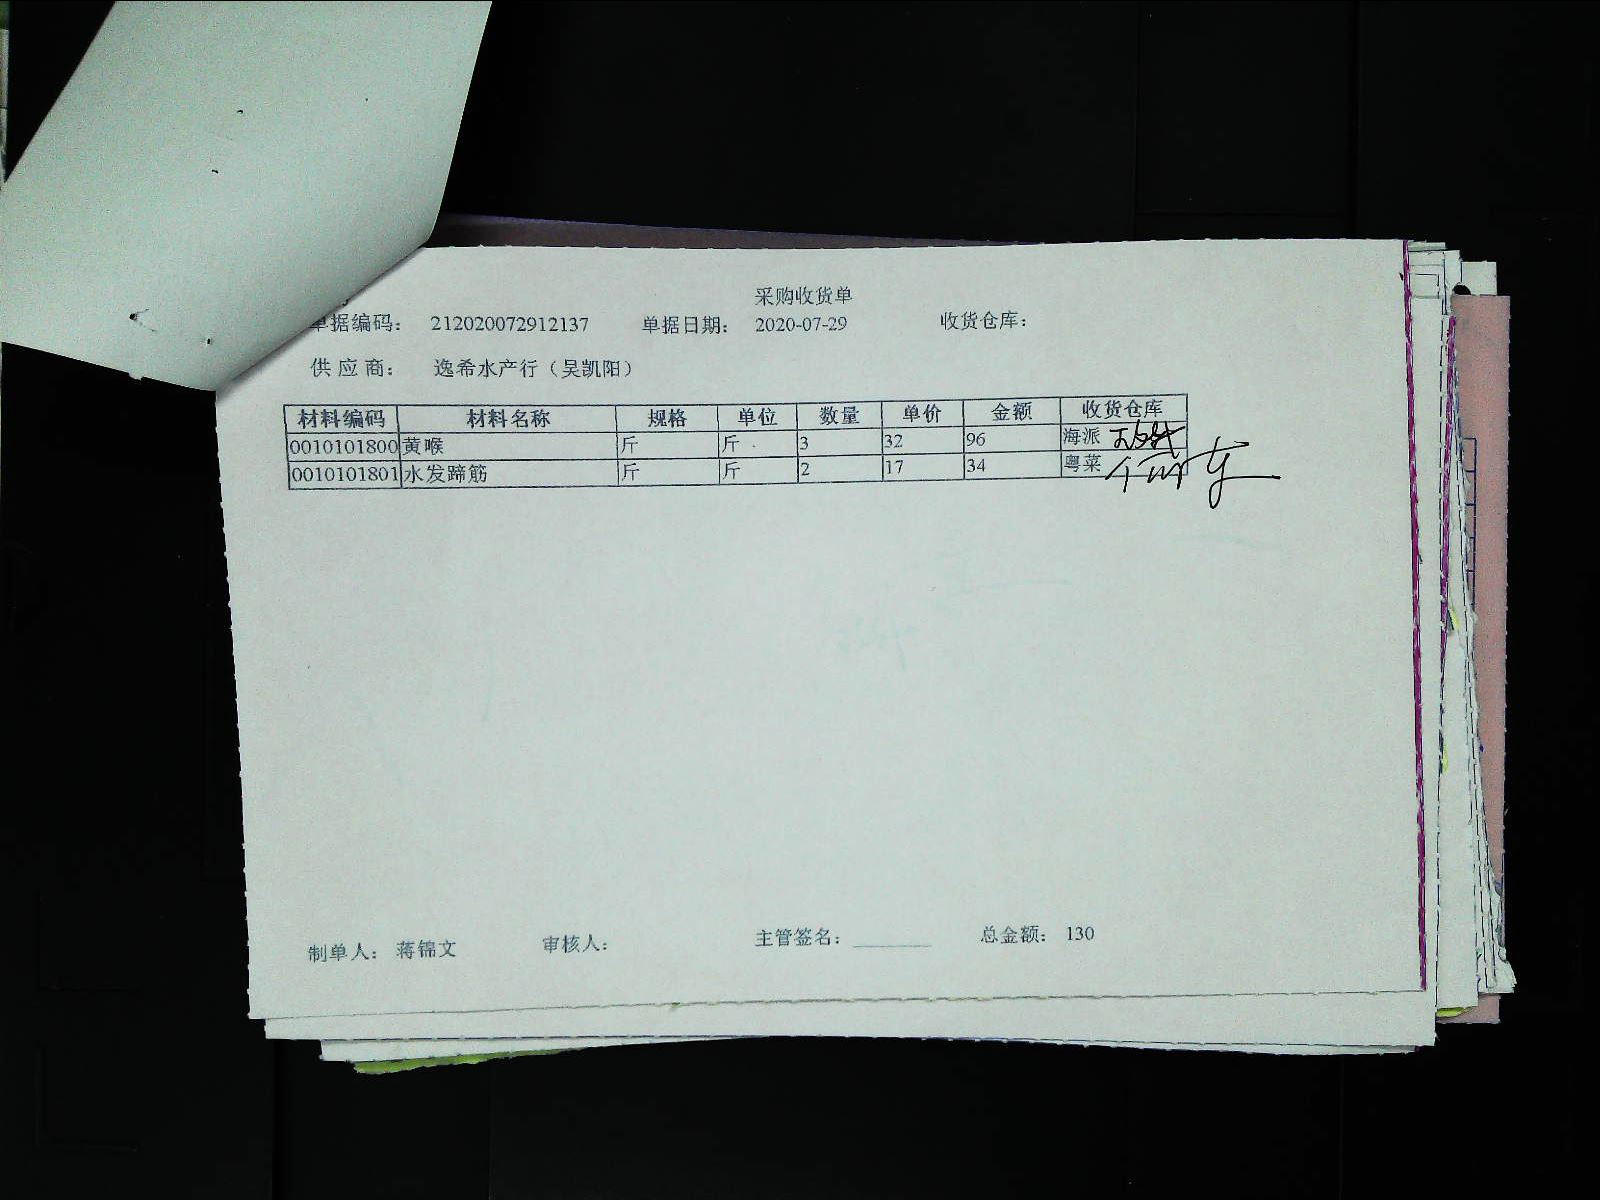 采购收货单
单据编码： 212020072912137 单据日期： 2020-07-29 收货仓库：
供 应 商： 逸希水产行（吴凯阳）
材料编码 材料名称 规格 单位 数量 单价 金额 收货仓库
0010101800 黄喉 斤 斤 3 32 96 海派
0010101801 水发蹄筋 斤 斤 2 17 34 粤菜
制单人： 蒋锦文 审核人： 主管签名： 总金额： 130